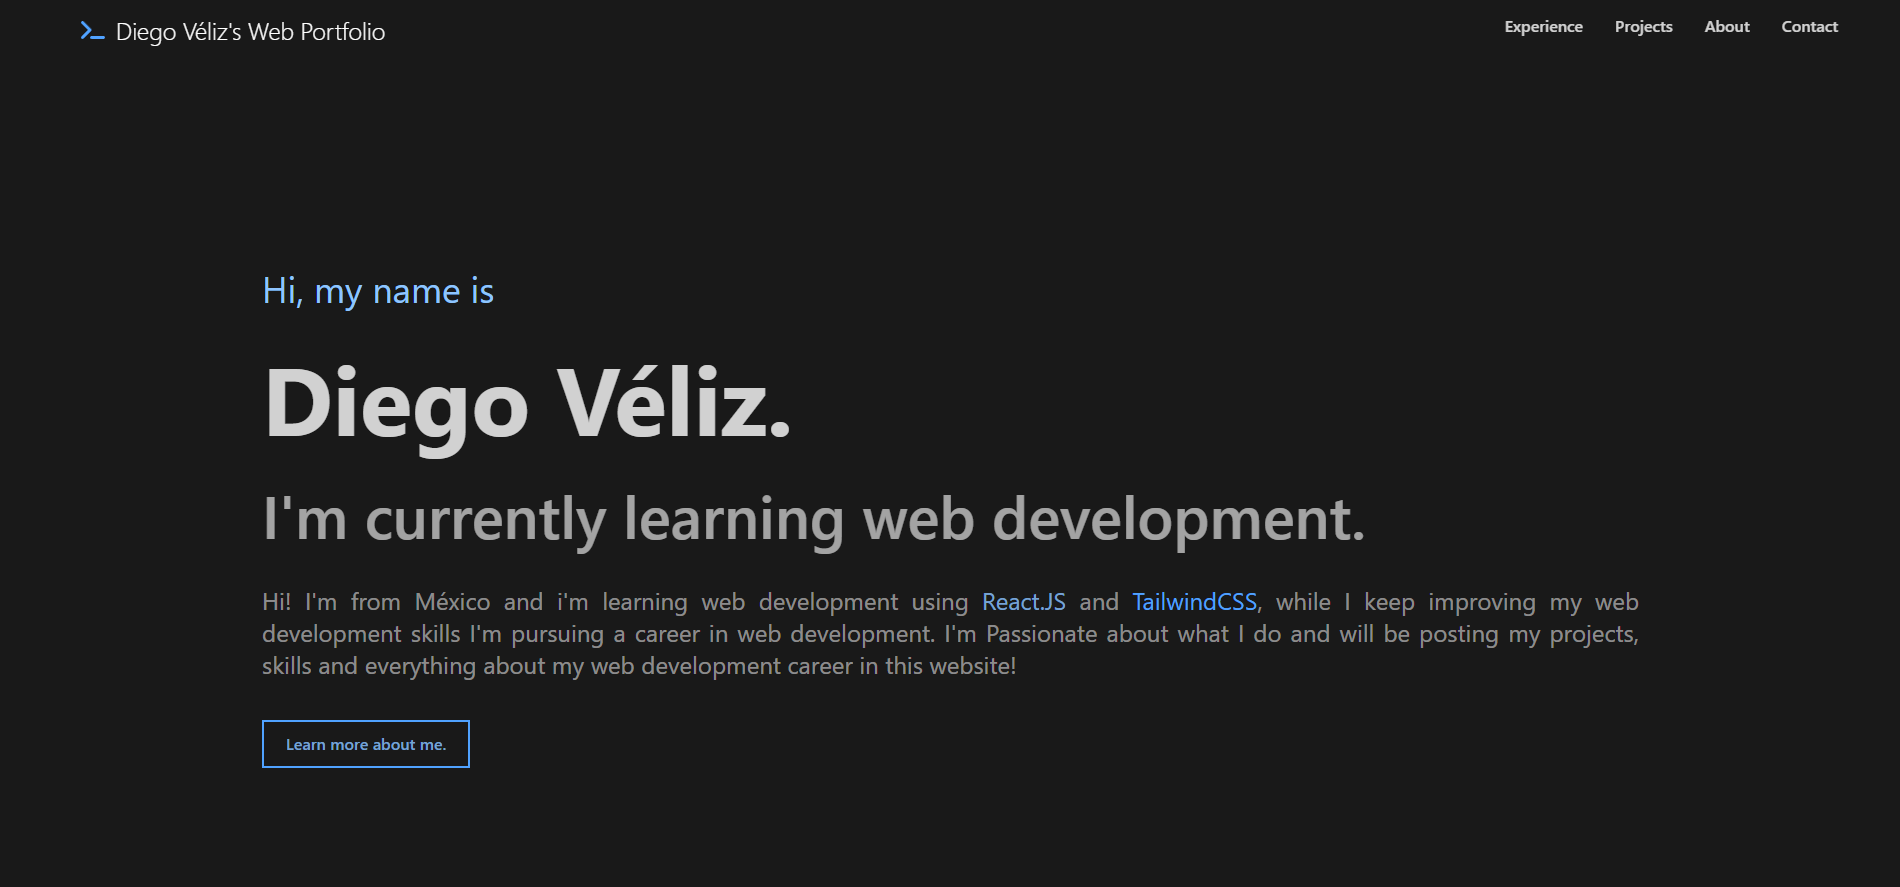 Diego Véliz's Web Portfolio
Experience Projects About Contact
Hi, my name is
Diego Véliz.
I'm currently learning web development.
Hi! I'm from México and i'm learning web development using React.JS and TailwindCSS, while I keep improving my web
development skills I'm pursuing a career in web development. I'm Passionate about what I do and will be posting my projects,
skills and everything about my web development career in this website!
Learn more about me.